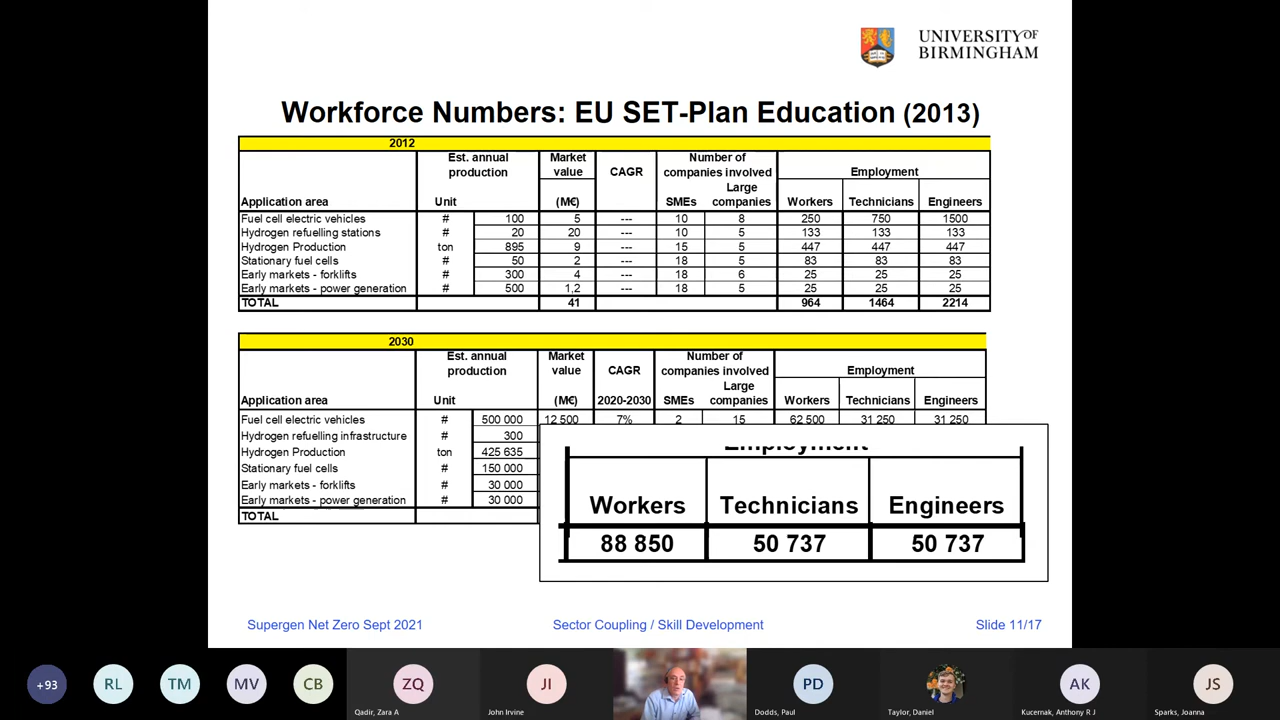 UNIVERSITY OF
BIRMINGHAM
Workforce Numbers: EU SET-Plan Education (2013)
2012
Application area Est. annual production Unit Market value (M€) CAGR Number of companies involved SMEs Large companies Employment Workers Technicians Engineers
Fuel cell electric vehicles # 100 5 --- 10 8 250 750 1500
Hydrogen refuelling stations # 20 20 --- 10 5 133 133 133
Hydrogen Production ton 895 9 --- 15 5 447 447 447
Stationary fuel cells # 50 2 --- 18 5 83 83 83
Early markets - forklifts # 300 4 --- 18 6 25 25 25
Early markets - power generation # 500 1,2 --- 18 5 25 25 25
TOTAL 41 964 1464 2214
2030
Application area Est. annual production Unit Market value (M€) CAGR 2020-2030 Number of companies involved SMEs Large companies Employment Workers Technicians Engineers
Fuel cell electric vehicles # 500 000 12 500 7% 2 15 62 500 31 250 31 250
Hydrogen refuelling infrastructure # 300
Hydrogen Production ton 425 635
Stationary fuel cells # 150 000
Early markets - forklifts # 30 000
Early markets - power generation # 30 000
TOTAL
Employment
Workers Technicians Engineers
88 850 50 737 50 737
Supergen Net Zero Sept 2021 Sector Coupling / Skill Development Slide 11/17
+93 RL TM MV CB ZQ JI PD AK JS
Qadir, Zara A John Irvine Dodds, Paul Taylor, Daniel Kucernak, Anthony R J Sparks, Joanna